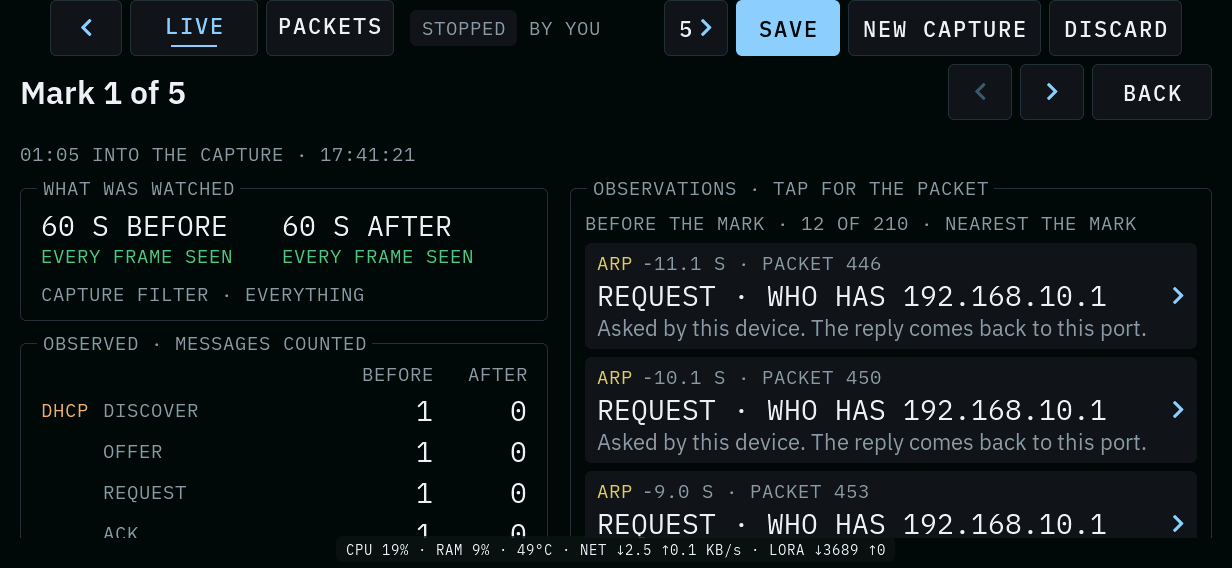 LIVE PACKETS STOPPED BY YOU 5 SAVE NEW CAPTURE DISCARD
Mark 1 of 5 BACK
01:05 INTO THE CAPTURE · 17:41:21
WHAT WAS WATCHED
60 S BEFORE 60 S AFTER
EVERY FRAME SEEN EVERY FRAME SEEN
CAPTURE FILTER · EVERYTHING
OBSERVED · MESSAGES COUNTED
BEFORE AFTER
DHCP DISCOVER 1 0
OFFER 1 0
REQUEST 1 0
ACK 1 0
OBSERVATIONS · TAP FOR THE PACKET
BEFORE THE MARK · 12 OF 210 · NEAREST THE MARK
ARP -11.1 S · PACKET 446
REQUEST · WHO HAS 192.168.10.1
Asked by this device. The reply comes back to this port.
ARP -10.1 S · PACKET 450
REQUEST · WHO HAS 192.168.10.1
Asked by this device. The reply comes back to this port.
ARP -9.0 S · PACKET 453
REQUEST · WHO HAS 192.168.10.1
CPU 19% · RAM 9% · 49°C · NET ↓2.5 ↑0.1 KB/s · LORA ↓3689 ↑0